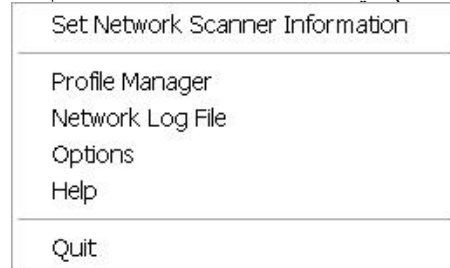 Set Network Scanner Information
Profile Manager
Network Log File
Options
Help
Quit